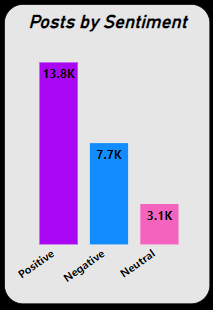 Posts by Sentiment
13.8K
7.7K
3.1K
Positive
Negative
Neutral